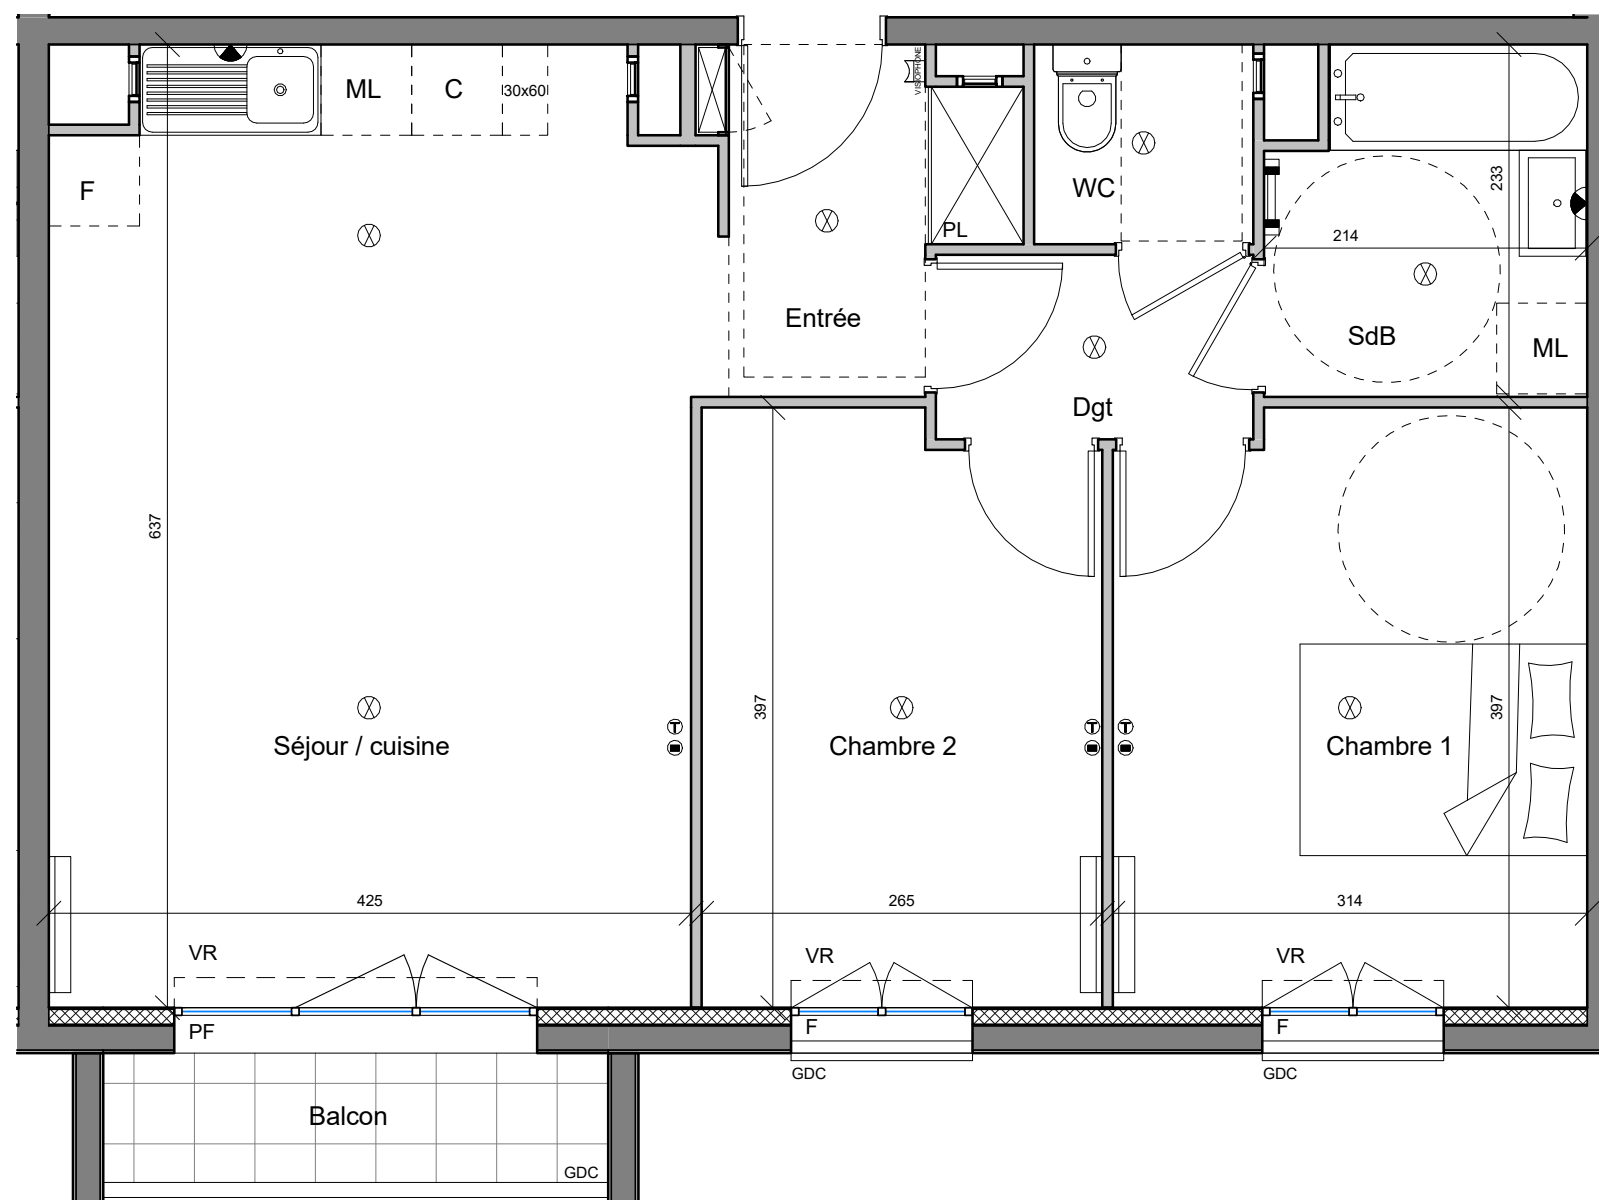 VISIOPHONE
ML
C
30x60
F
WC
PL
233
214
Entrée
SdB
ML
Dgt
637
397
397
Séjour / cuisine
Chambre 2
Chambre 1
T
T
T
425
265
314
VR
VR
VR
PF
F
F
GDC
GDC
Balcon
GDC